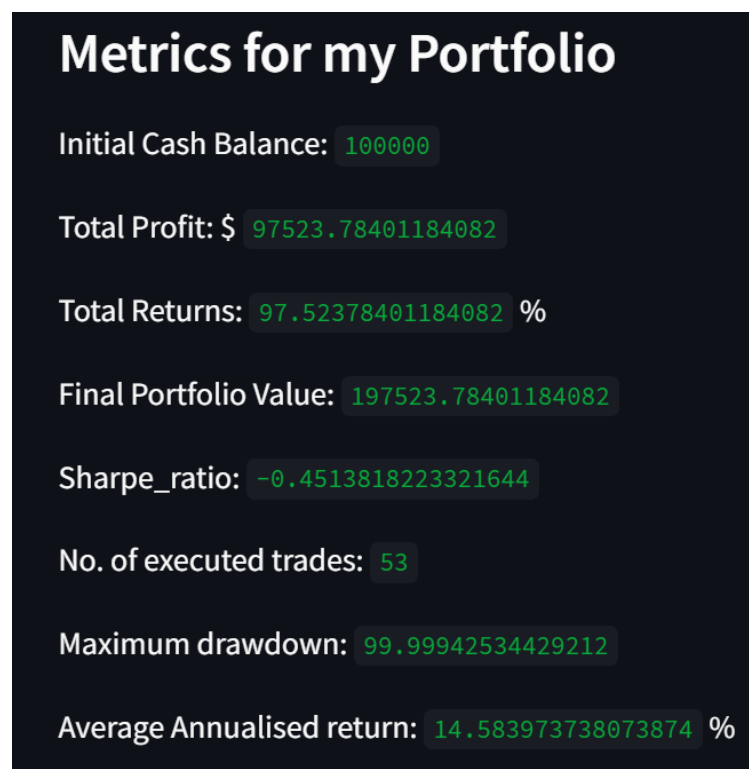 Metrics for my Portfolio
Initial Cash Balance: 100000
Total Profit: $ 97523.78401184082
Total Returns: 97.52378401184082 %
Final Portfolio Value: 197523.78401184082
Sharpe_ratio: -0.4513818223321644
No. of executed trades: 53
Maximum drawdown: 99.99942534429212
Average Annualised return: 14.583973738073874 %